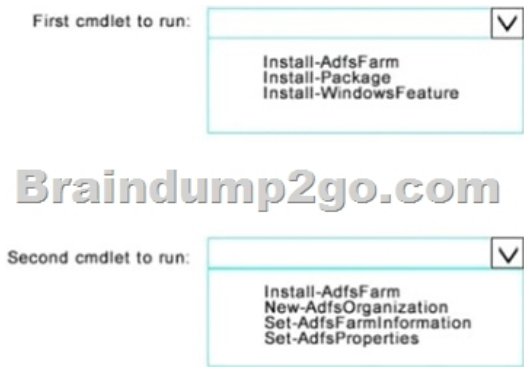 First cmdlet to run:
Install-AdfsFarm
Install-Package
Install-WindowsFeature
Braindump2go.com
Second cmdlet to run:
Install-AdfsFarm
New-AdfsOrganization
Set-AdfsFarmInformation
Set-AdfsProperties